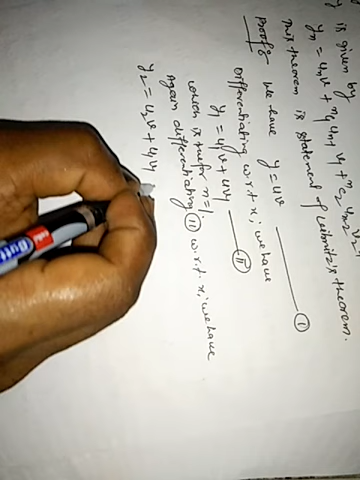 y is given by
yₙ = uₙv + ⁿc₁ uₙ₋₁ v₁ + ⁿc₂ uₙ₋₂ v₂ +
This theorem is statement of Leibnitz's theorem.
Proof: We have y = uv ——— (I)
Differentiating w.r.t. x, we have
y₁ = u₁v + uv₁ ——— (II)
which is true for n=1.
Again differentiating (II) w.r.t. x, we have
y₂ = u₂v + u₁v₁